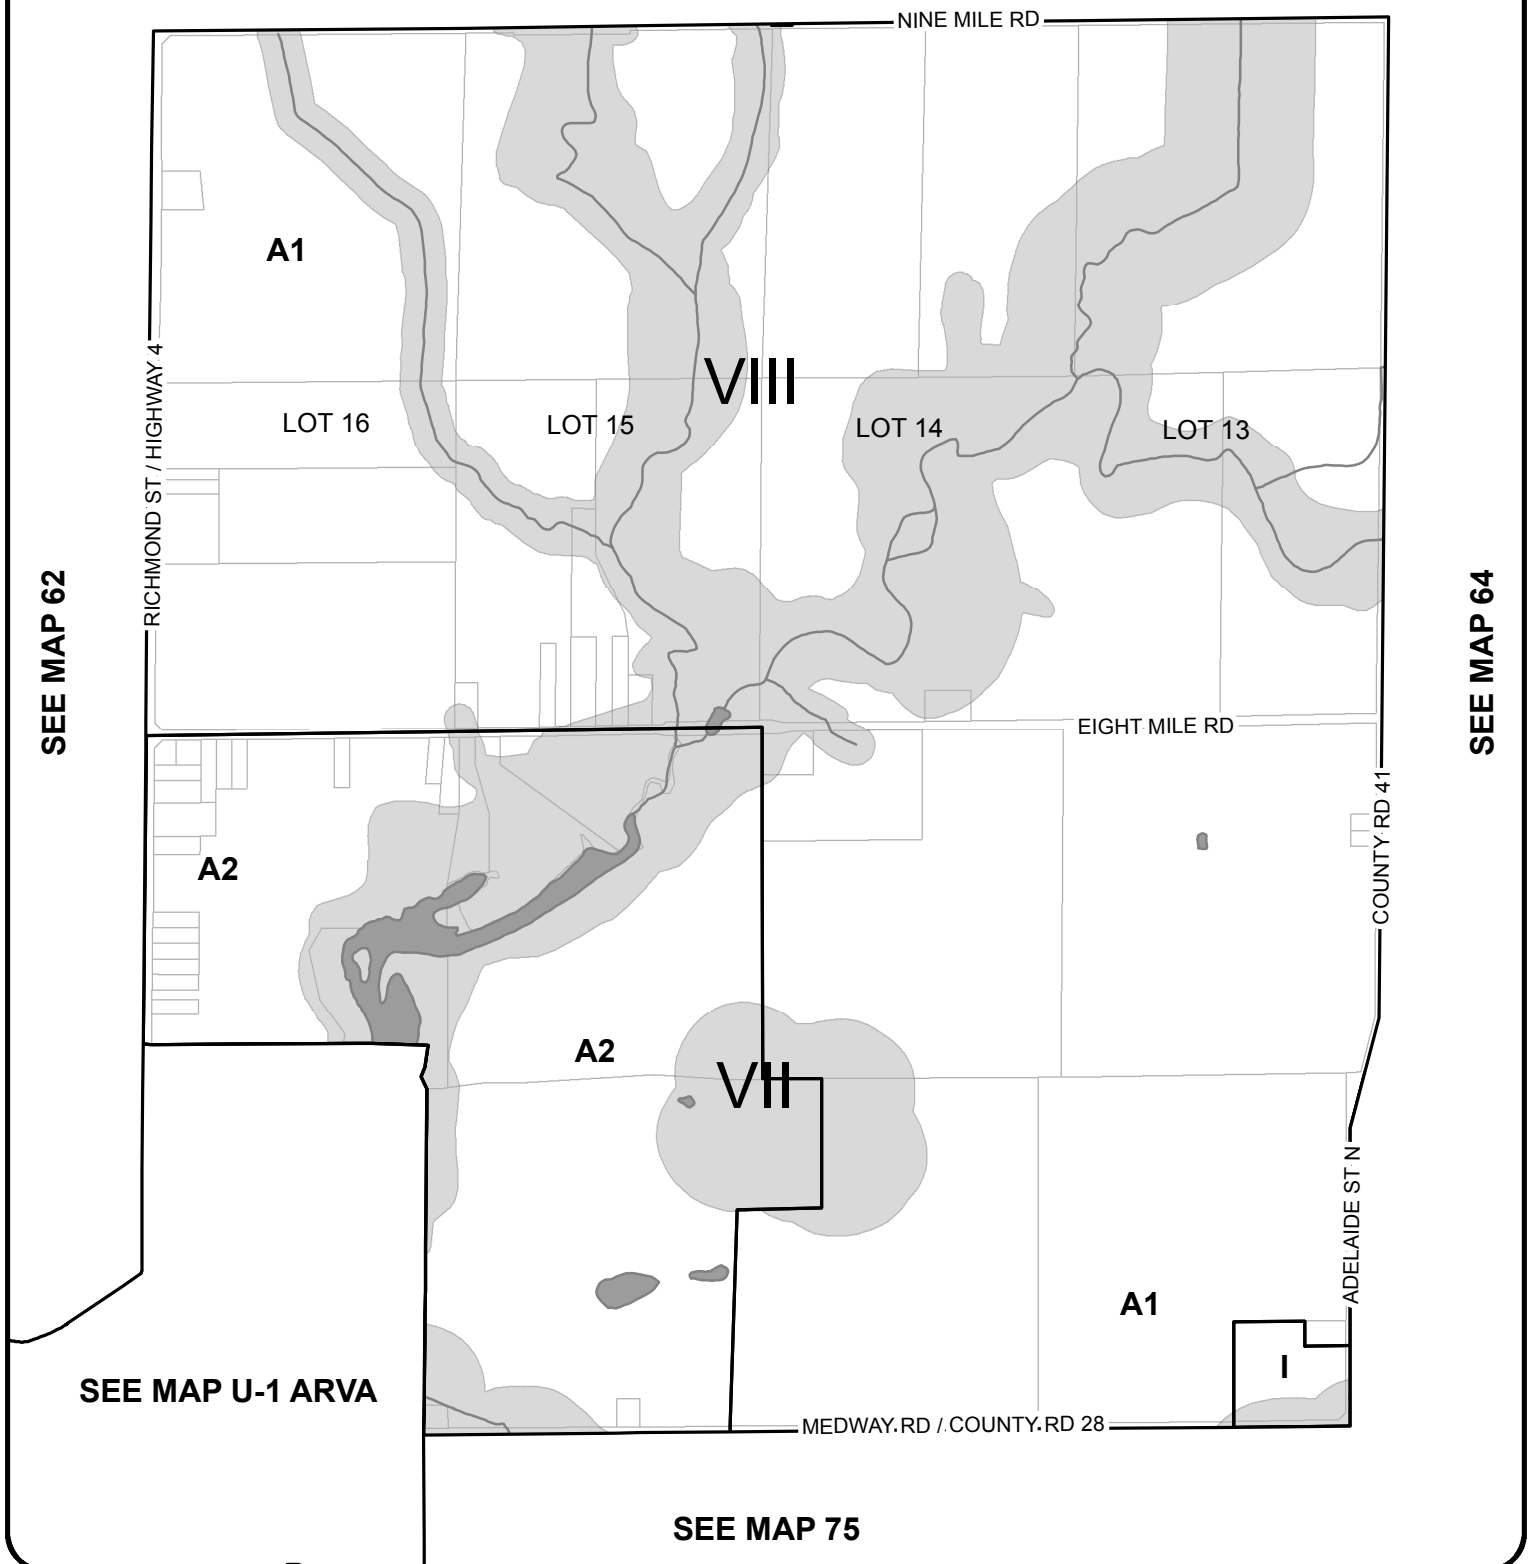 NINE MILE RD
A1
RICHMOND ST / HIGHWAY 4
VIII
LOT 16
LOT 15
LOT 14
LOT 13
SEE MAP 62
SEE MAP 64
EIGHT MILE RD
COUNTY RD 41
A2
A2
VII
ADELAIDE ST N
A1
I
SEE MAP U-1 ARVA
MEDWAY RD / COUNTY RD 28
SEE MAP 75